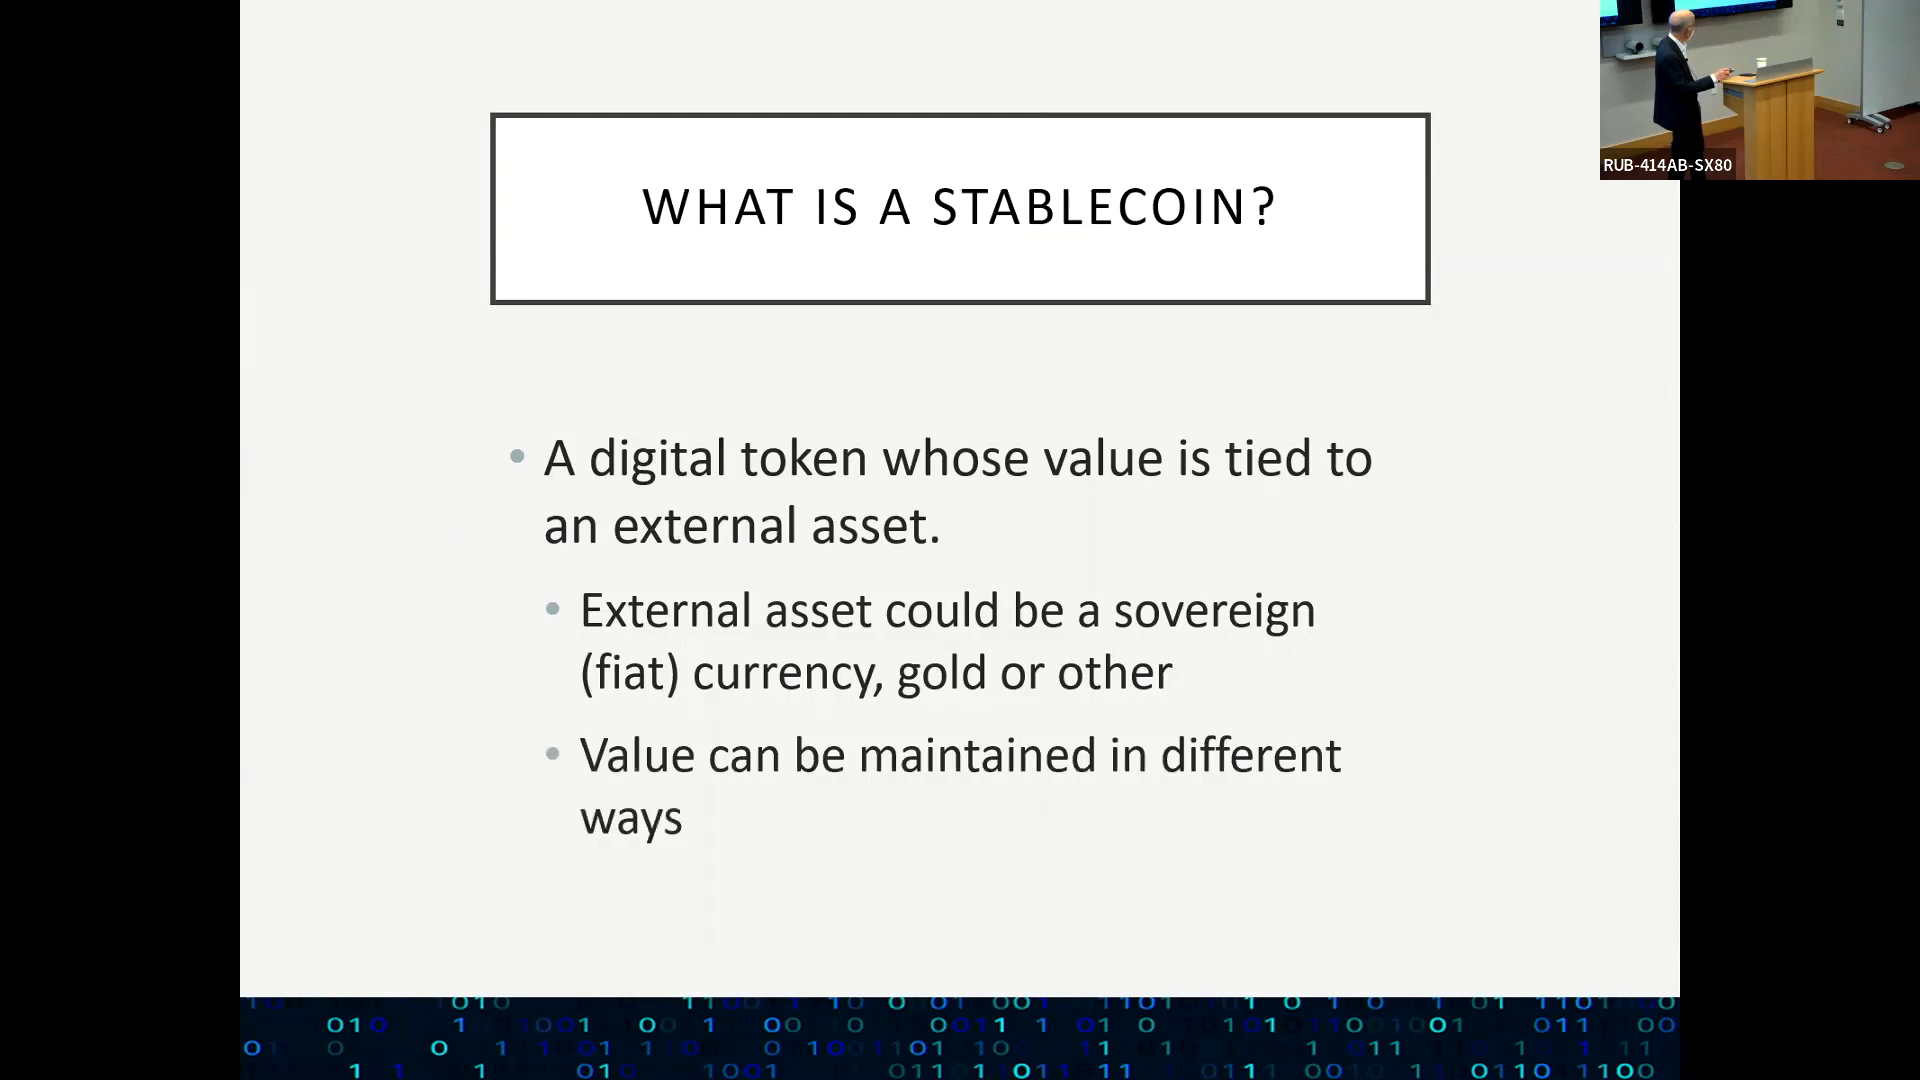 WHAT IS A STABLECOIN?
RUB-414AB-SX80
• A digital token whose value is tied to
an external asset.
• External asset could be a sovereign
(fiat) currency, gold or other
• Value can be maintained in different
ways